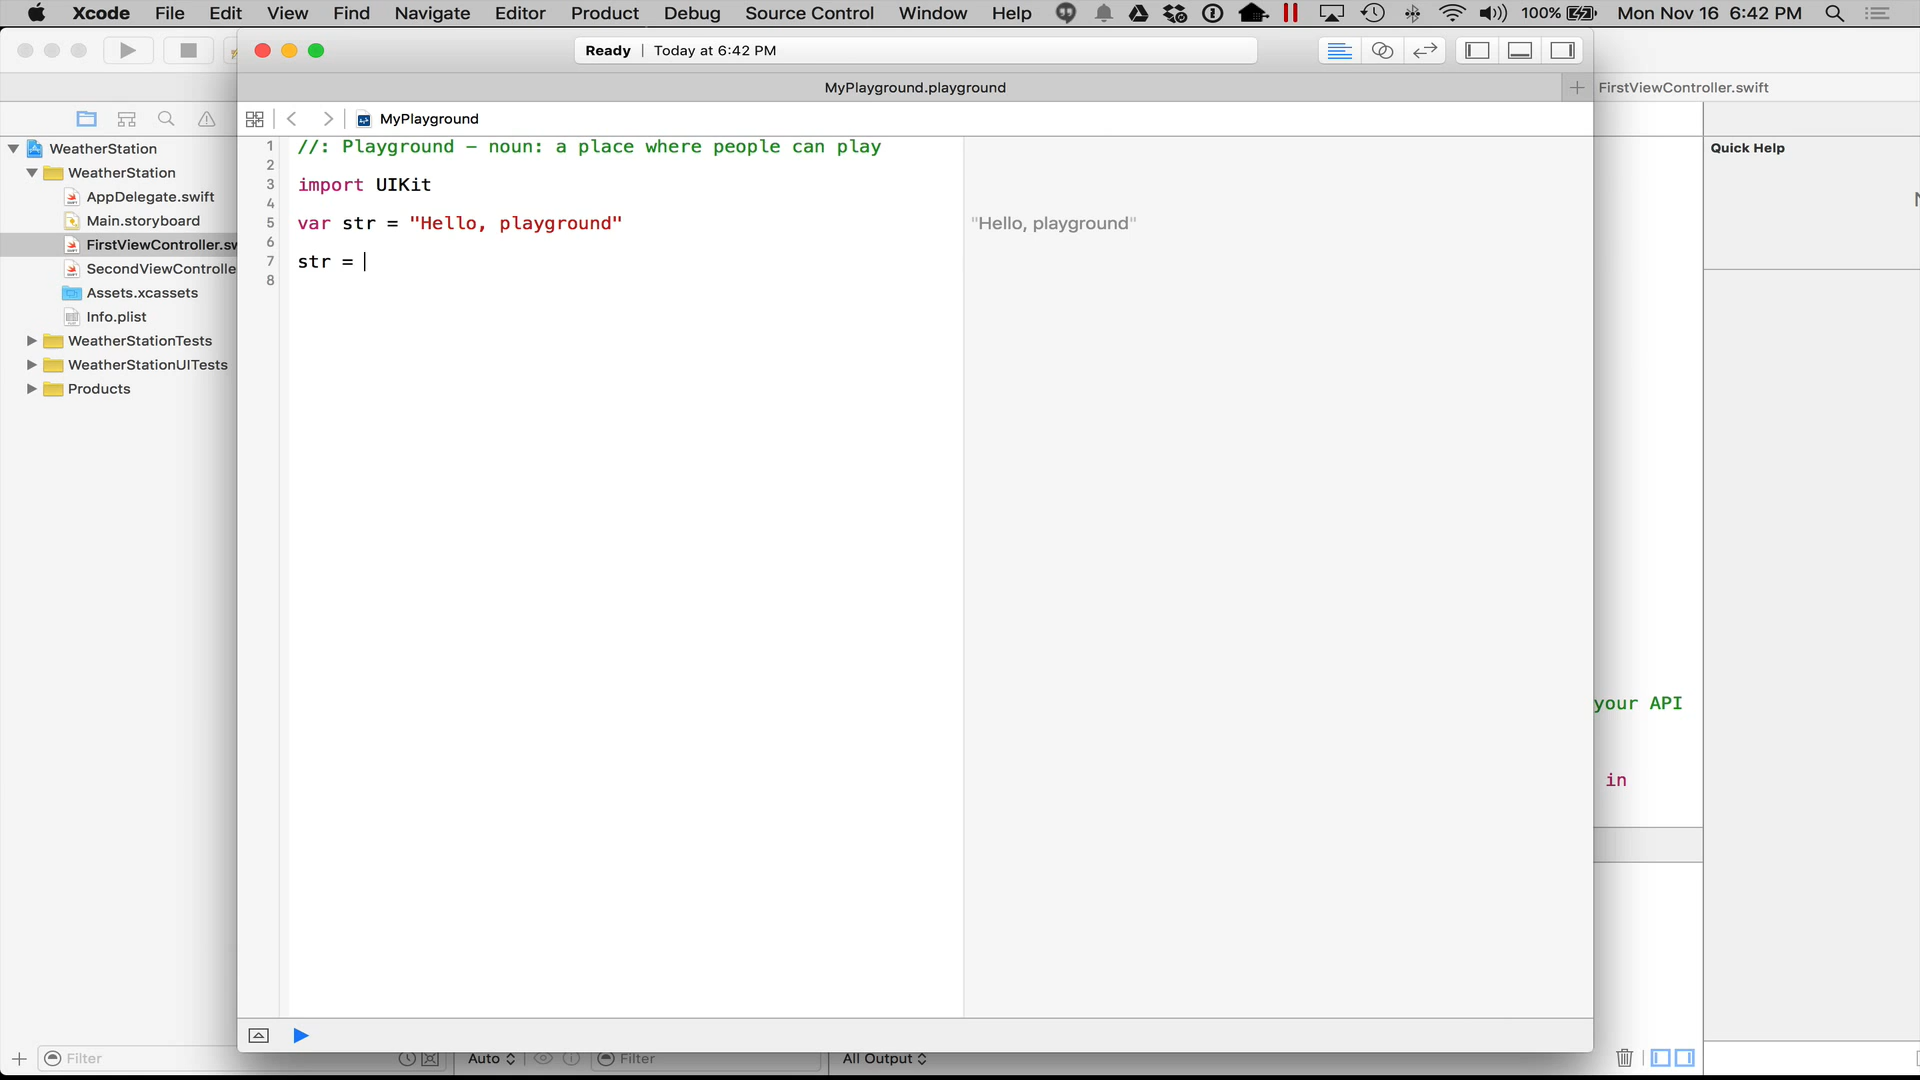 Xcode File Edit View Find Navigate Editor Product Debug Source Control Window Help 100% Mon Nov 16 6:42 PM
Ready | Today at 6:42 PM
MyPlayground.playground
FirstViewController.swift
MyPlayground
WeatherStation
WeatherStation
AppDelegate.swift
Main.storyboard
FirstViewController.sw
SecondViewControlle
Assets.xcassets
Info.plist
WeatherStationTests
WeatherStationUITests
Products
1 //: Playground – noun: a place where people can play
2
3 import UIKit
4
5 var str = "Hello, playground"
6
7 str =
8
"Hello, playground"
Quick Help
N
your API
in
Filter
Auto
Filter
All Output